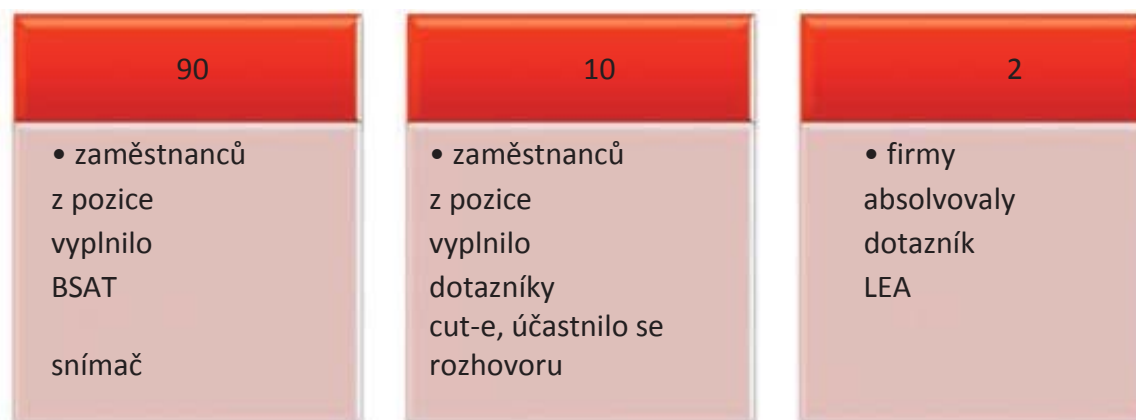 90
• zaměstnanců
z pozice
vyplnilo
BSAT
snímač
10
• zaměstnanců
z pozice
vyplnilo
dotazníky
cut-e, účastnilo se
rozhovoru
2
• firmy
absolvovaly
dotazník
LEA